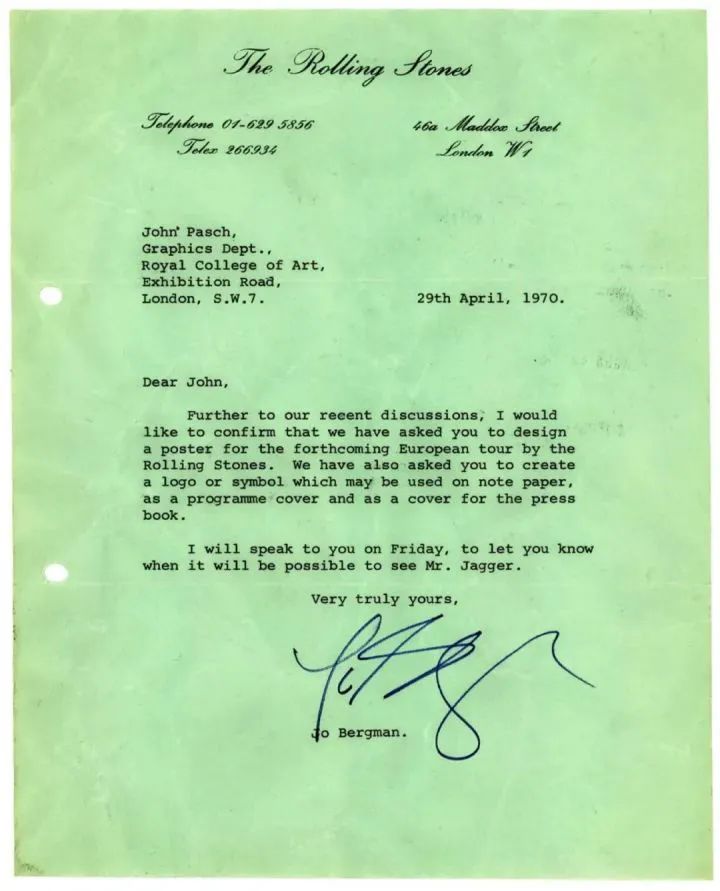 The Rolling Stones
Telephone 01-629 5856
Telex 266934
46a Maddox Street
London W1
John Pasch,
Graphics Dept.,
Royal College of Art,
Exhibition Road,
London, S.W.7.
29th April, 1970.
Dear John,
Further to our recent discussions, I would
like to confirm that we have asked you to design
a poster for the forthcoming European tour by the
Rolling Stones. We have also asked you to create
a logo or symbol which may be used on note paper,
as a programme cover and as a cover for the press
book.
I will speak to you on Friday, to let you know
when it will be possible to see Mr. Jagger.
Very truly yours,
Jo Bergman.